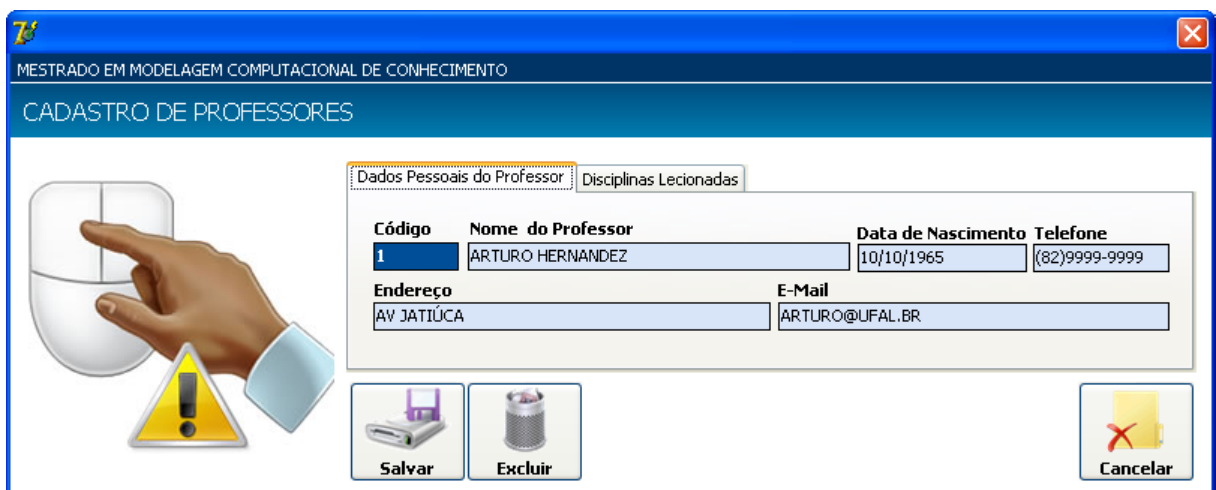 MESTRADO EM MODELAGEM COMPUTACIONAL DE CONHECIMENTO
CADASTRO DE PROFESSORES
Dados Pessoais do Professor Disciplinas Lecionadas
Código Nome do Professor Data de Nascimento Telefone
1 ARTURO HERNANDEZ 10/10/1965 (82)9999-9999
Endereço E-Mail
AV JATIÚCA ARTURO@UFAL.BR
Salvar Excluir Cancelar